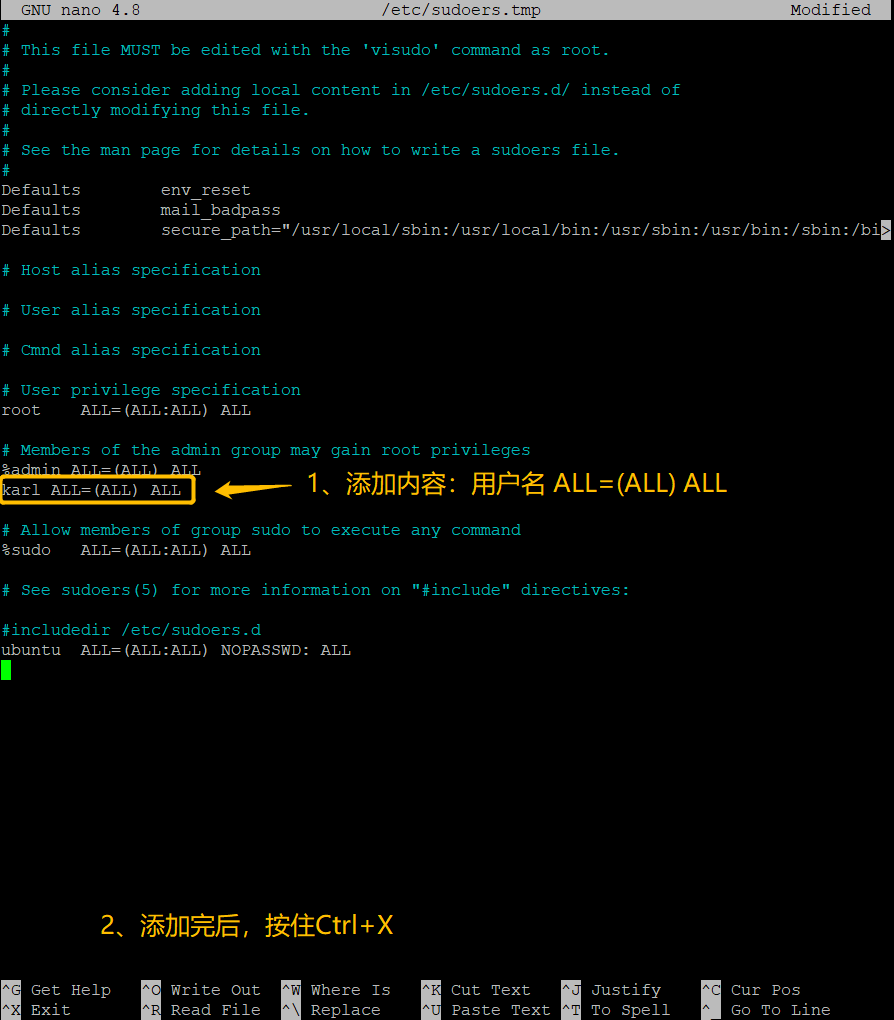 GNU nano 4.8 /etc/sudoers.tmp Modified
#
# This file MUST be edited with the 'visudo' command as root.
#
# Please consider adding local content in /etc/sudoers.d/ instead of
# directly modifying this file.
#
# See the man page for details on how to write a sudoers file.
#
Defaults env_reset
Defaults mail_badpass
Defaults secure_path="/usr/local/sbin:/usr/local/bin:/usr/sbin:/usr/bin:/sbin:/bi>
# Host alias specification
# User alias specification
# Cmnd alias specification
# User privilege specification
root ALL=(ALL:ALL) ALL
# Members of the admin group may gain root privileges
%admin ALL=(ALL) ALL
karl ALL=(ALL) ALL
1、添加内容：用户名 ALL=(ALL) ALL
# Allow members of group sudo to execute any command
%sudo ALL=(ALL:ALL) ALL
# See sudoers(5) for more information on "#include" directives:
#includedir /etc/sudoers.d
ubuntu ALL=(ALL:ALL) NOPASSWD: ALL
2、添加完后，按住Ctrl+X
^G Get Help ^O Write Out ^W Where Is ^K Cut Text ^J Justify ^C Cur Pos
^X Exit ^R Read File ^\ Replace ^U Paste Text ^T To Spell ^_ Go To Line